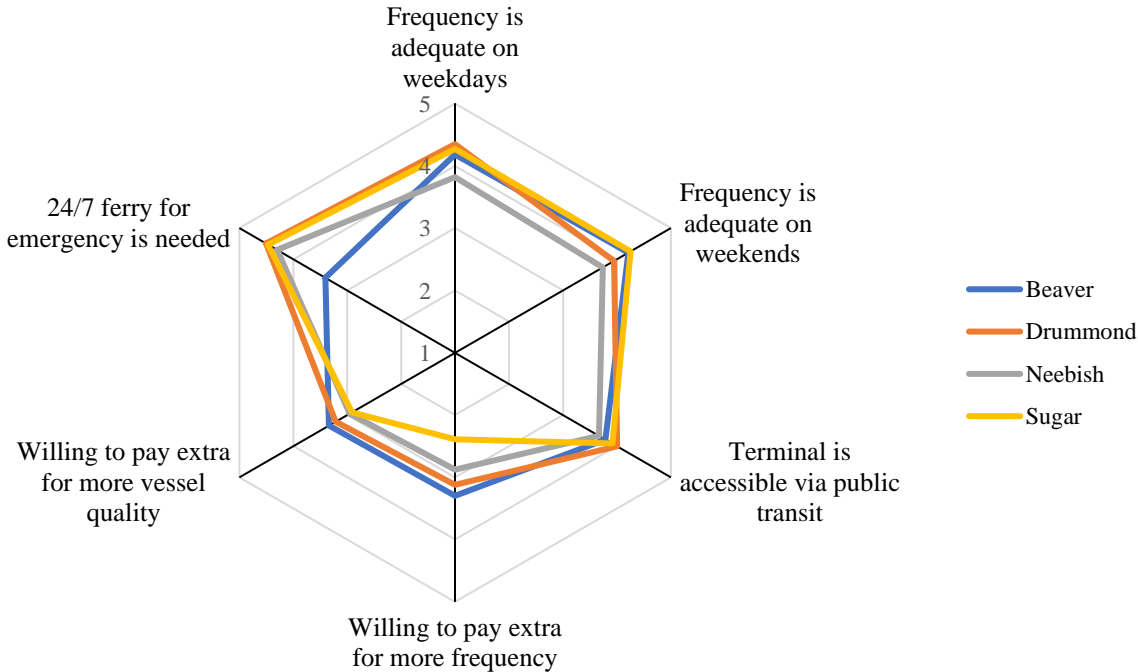 Frequency is
adequate on
weekdays
5
4
3
2
1
Frequency is
adequate on
weekends
Terminal is
accessible via public
transit
Willing to pay extra
for more frequency
Willing to pay extra
for more vessel
quality
24/7 ferry for
emergency is needed
Beaver
Drummond
Neebish
Sugar